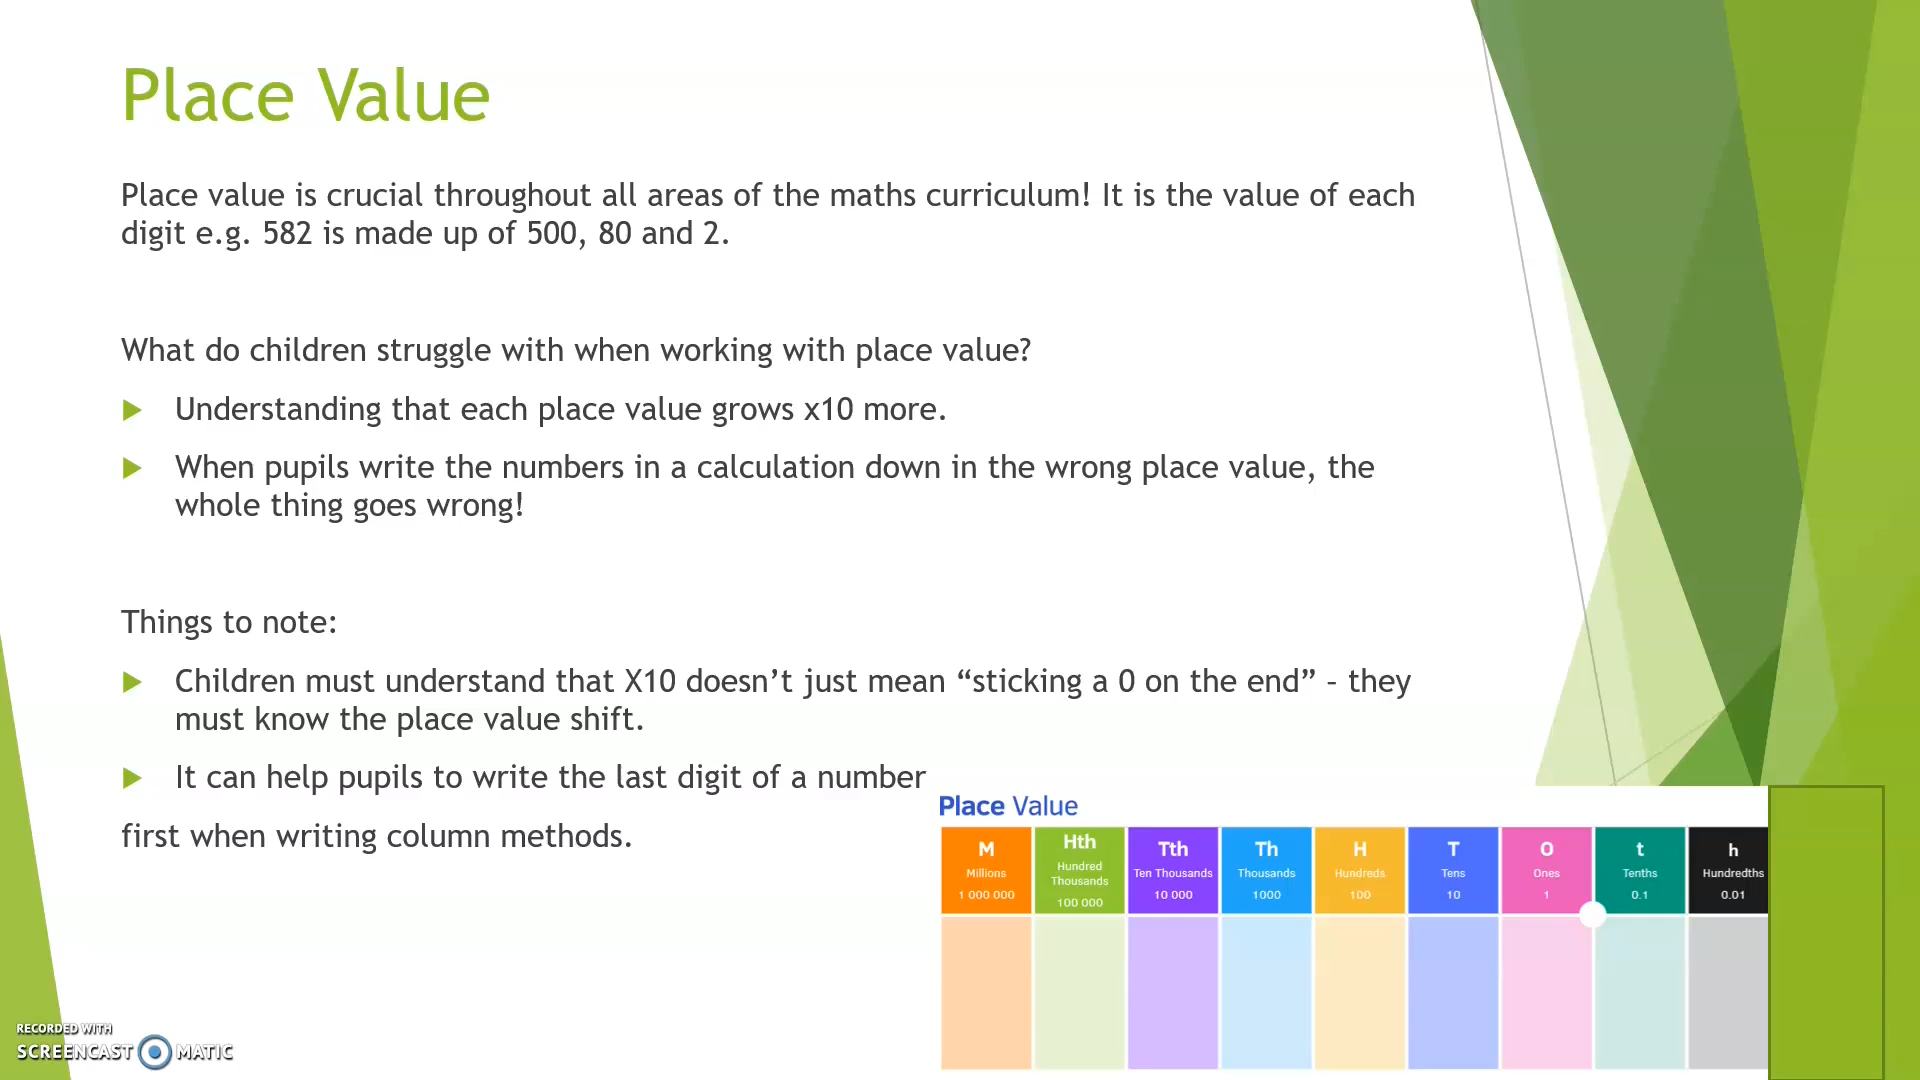 Place Value
Place value is crucial throughout all areas of the maths curriculum! It is the value of each
digit e.g. 582 is made up of 500, 80 and 2.
What do children struggle with when working with place value?
Understanding that each place value grows x10 more.
When pupils write the numbers in a calculation down in the wrong place value, the
whole thing goes wrong!
Things to note:
Children must understand that X10 doesn’t just mean “sticking a 0 on the end” – they
must know the place value shift.
It can help pupils to write the last digit of a number
first when writing column methods.
Place Value
M Hth Tth Th H T O t h
Millions Hundred Thousands Ten Thousands Thousands Hundreds Tens Ones Tenths Hundredths
1 000 000 100 000 10 000 1000 100 10 1 0.1 0.01
RECORDED WITH
SCREENCAST MATIC